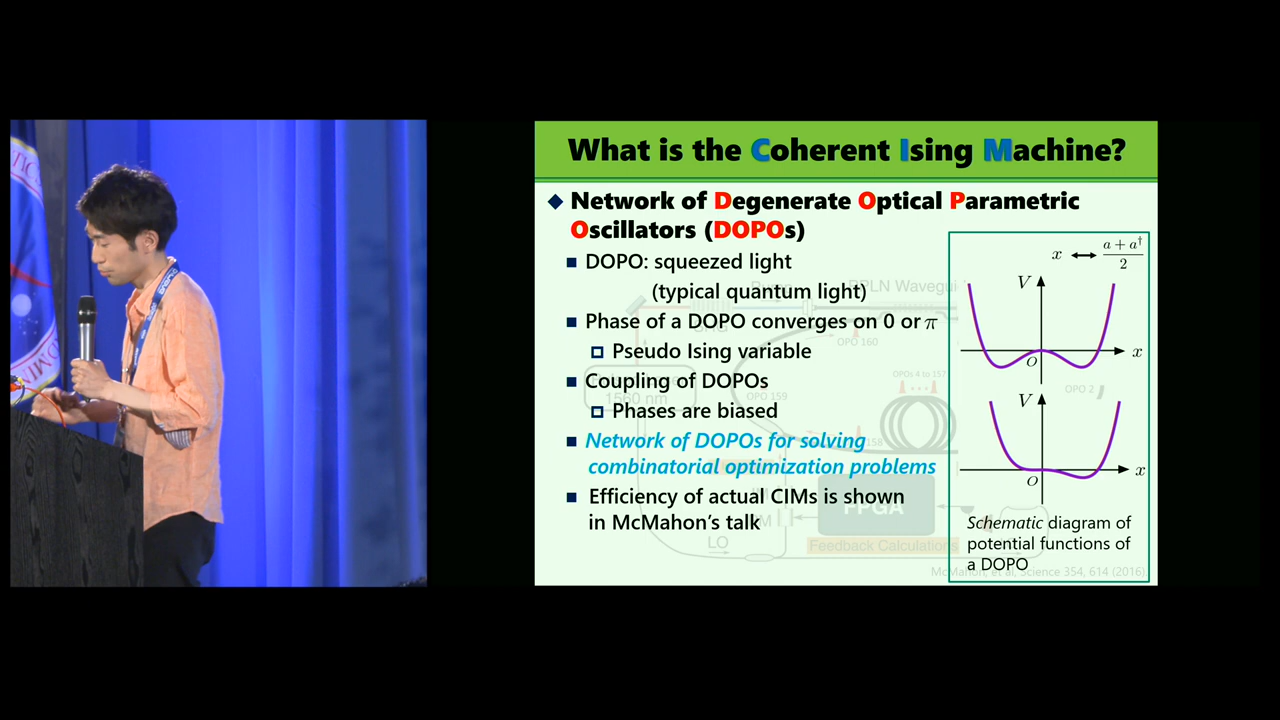 What is the Coherent Ising Machine?
Network of Degenerate Optical Parametric
Oscillators (DOPOs)
DOPO: squeezed light
(typical quantum light)
Phase of a DOPO converges on 0 or π
Pseudo Ising variable
Coupling of DOPOs
Phases are biased
Network of DOPOs for solving
combinatorial optimization problems
Efficiency of actual CIMs is shown
in McMahon's talk
x ↔ a + a† / 2
V
O
x
V
O
x
Schematic diagram of
potential functions of
a DOPO
PPLN Wavegui
OPO 160
OPOs 4 to 157
OPO 2
1560 nm
OPO 159
158
FPGA
LO
Feedback Calculations
McMahon, et al, Science 354, 614 (2016)